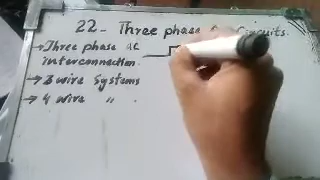 22- Three phase Circuits.
→ Three phase AC
interconnection.
→ 3 wire Systems
→ 4 wire " .